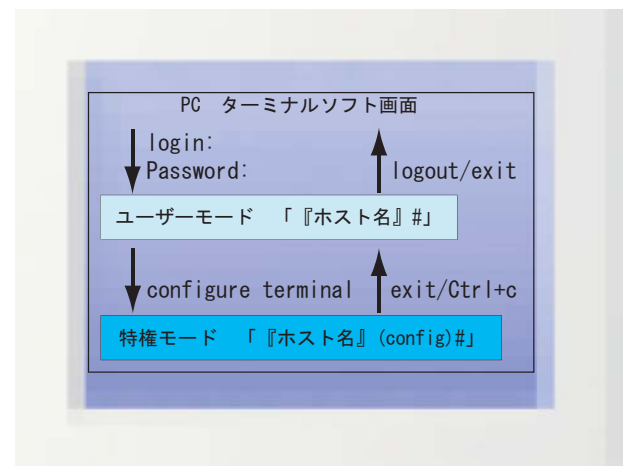 PC　ターミナルソフト画面
login:
Password:
logout/exit
ユーザーモード　「『ホスト名』#」
configure terminal
exit/Ctrl+c
特権モード　「『ホスト名』(config)#」